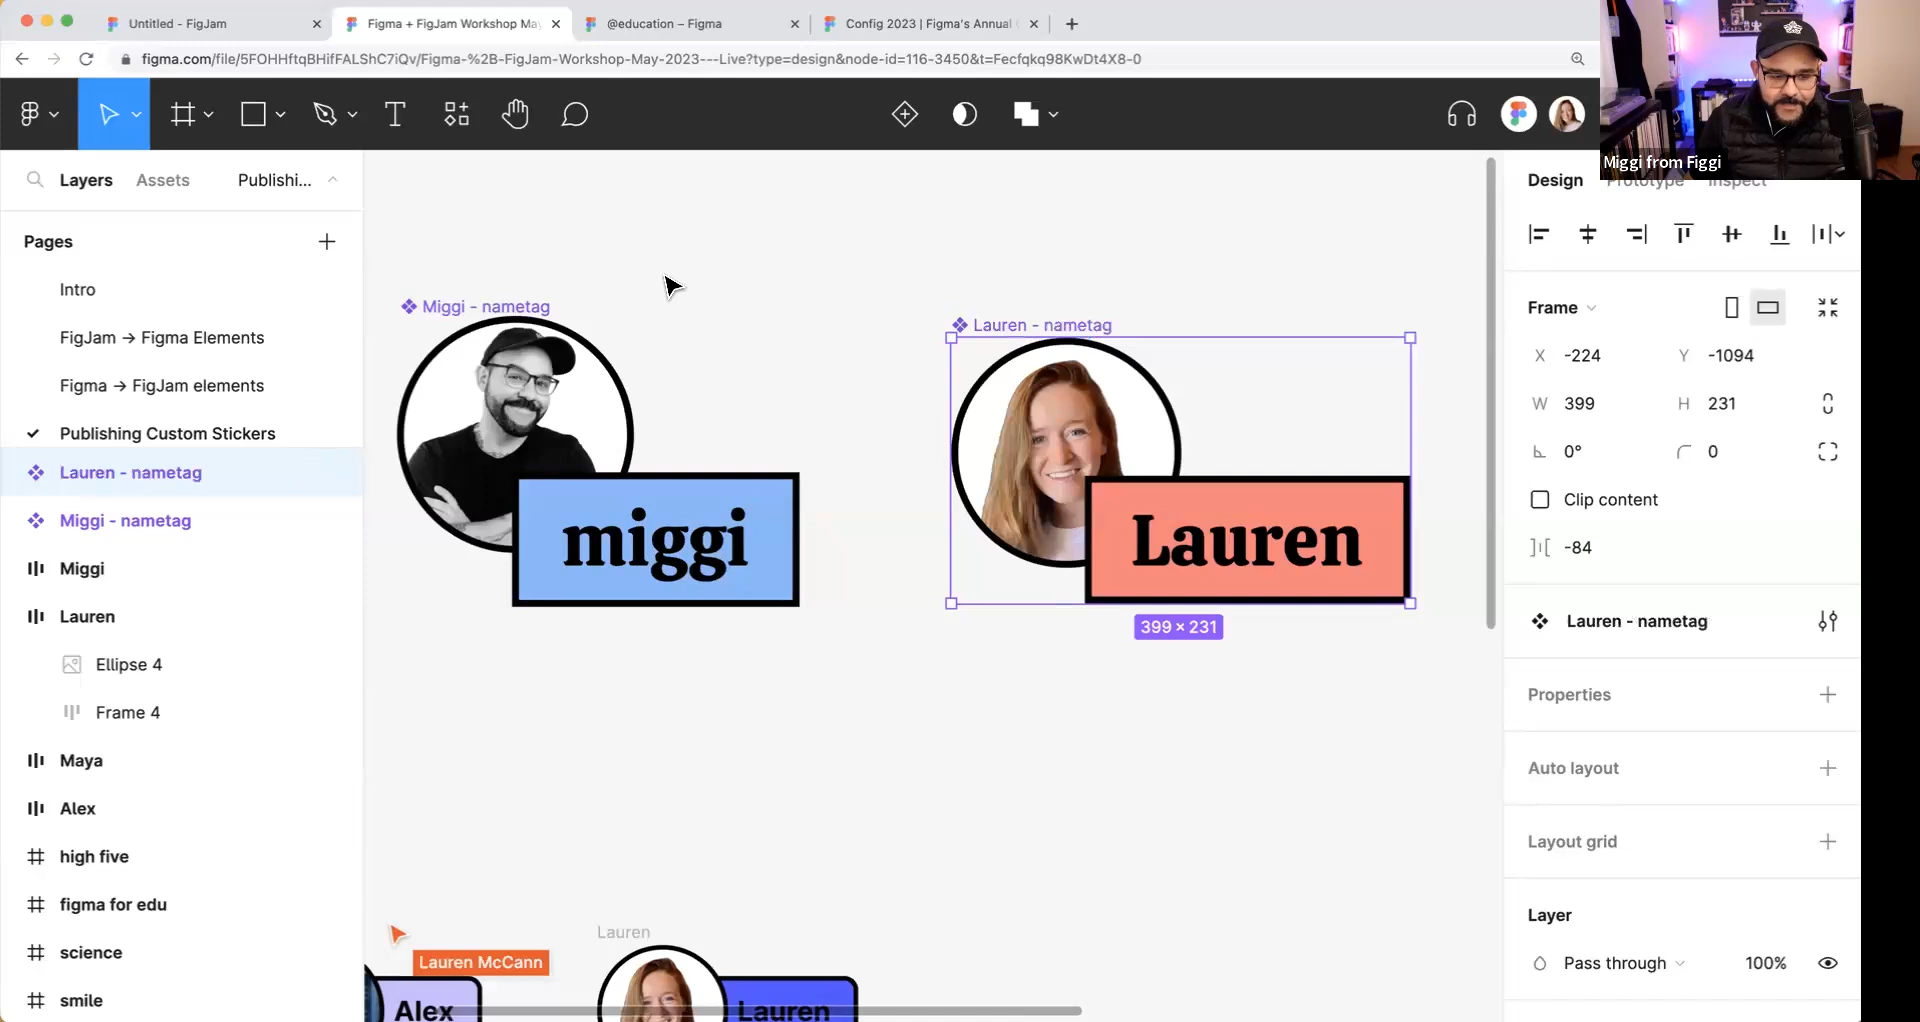 Untitled - FigJam
Figma + FigJam Workshop Ma
@education – Figma
Config 2023 | Figma's Annual
figma.com/file/5FOHHftqBHifFALShC7iQv/Figma-%2B-FigJam-Workshop-May-2023---Live?type=design&node-id=116-3450&t=Fecfqkq98KwDt4X8-0
Miggi from Figgi
Layers
Assets
Publishi...
Design
Prototype
Inspect
Pages
Intro
FigJam → Figma Elements
Figma → FigJam elements
Publishing Custom Stickers
Lauren - nametag
Miggi - nametag
Miggi
Lauren
Ellipse 4
Frame 4
Maya
Alex
high five
figma for edu
science
smile
Miggi - nametag
miggi
Lauren - nametag
Lauren
399 × 231
Lauren McCann
Alex
Lauren
Lauren
Frame
X -224
Y -1094
W 399
H 231
0°
0
Clip content
-84
Lauren - nametag
Properties
Auto layout
Layout grid
Layer
Pass through
100%